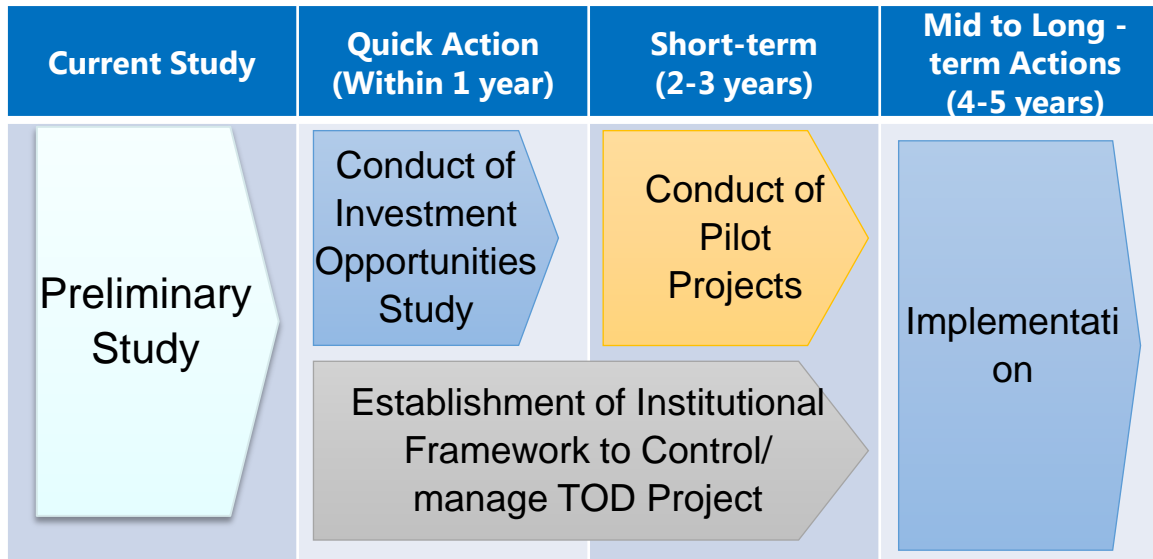 Current Study
Quick Action
(Within 1 year)
Short-term
(2-3 years)
Mid to Long -
term Actions
(4-5 years)
Preliminary
Study
Conduct of
Investment
Opportunities
Study
Conduct of
Pilot
Projects
Establishment of Institutional
Framework to Control/
manage TOD Project
Implementati
on